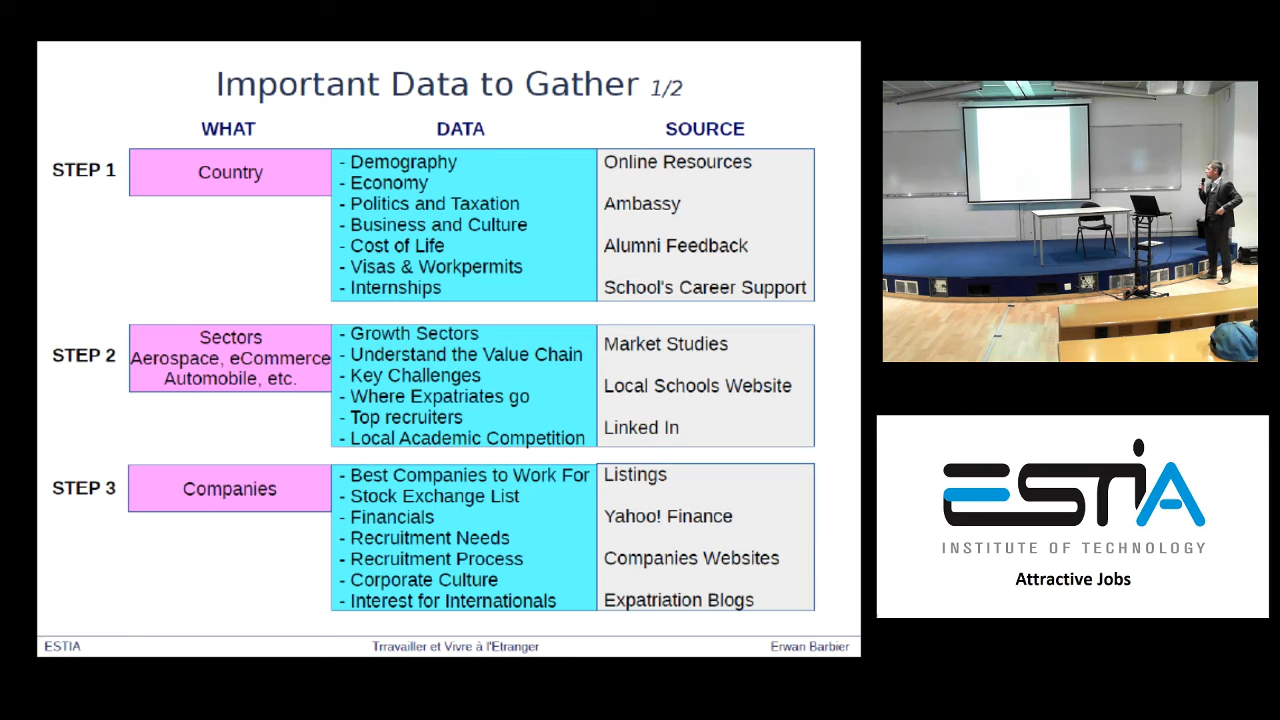 Important Data to Gather 1/2
WHAT DATA SOURCE
STEP 1
Country
- Demography
- Economy
- Politics and Taxation
- Business and Culture
- Cost of Life
- Visas & Workpermits
- Internships
Online Resources
Ambassy
Alumni Feedback
School's Career Support
STEP 2
Sectors
Aerospace, eCommerce
Automobile, etc.
- Growth Sectors
- Understand the Value Chain
- Key Challenges
- Where Expatriates go
- Top recruiters
- Local Academic Competition
Market Studies
Local Schools Website
Linked In
STEP 3
Companies
- Best Companies to Work For
- Stock Exchange List
- Financials
- Recruitment Needs
- Recruitment Process
- Corporate Culture
- Interest for Internationals
Listings
Yahoo! Finance
Companies Websites
Expatriation Blogs
ESTIA Trravailler et Vivre à l'Etranger Erwan Barbier
ESTIA
INSTITUTE OF TECHNOLOGY
Attractive Jobs